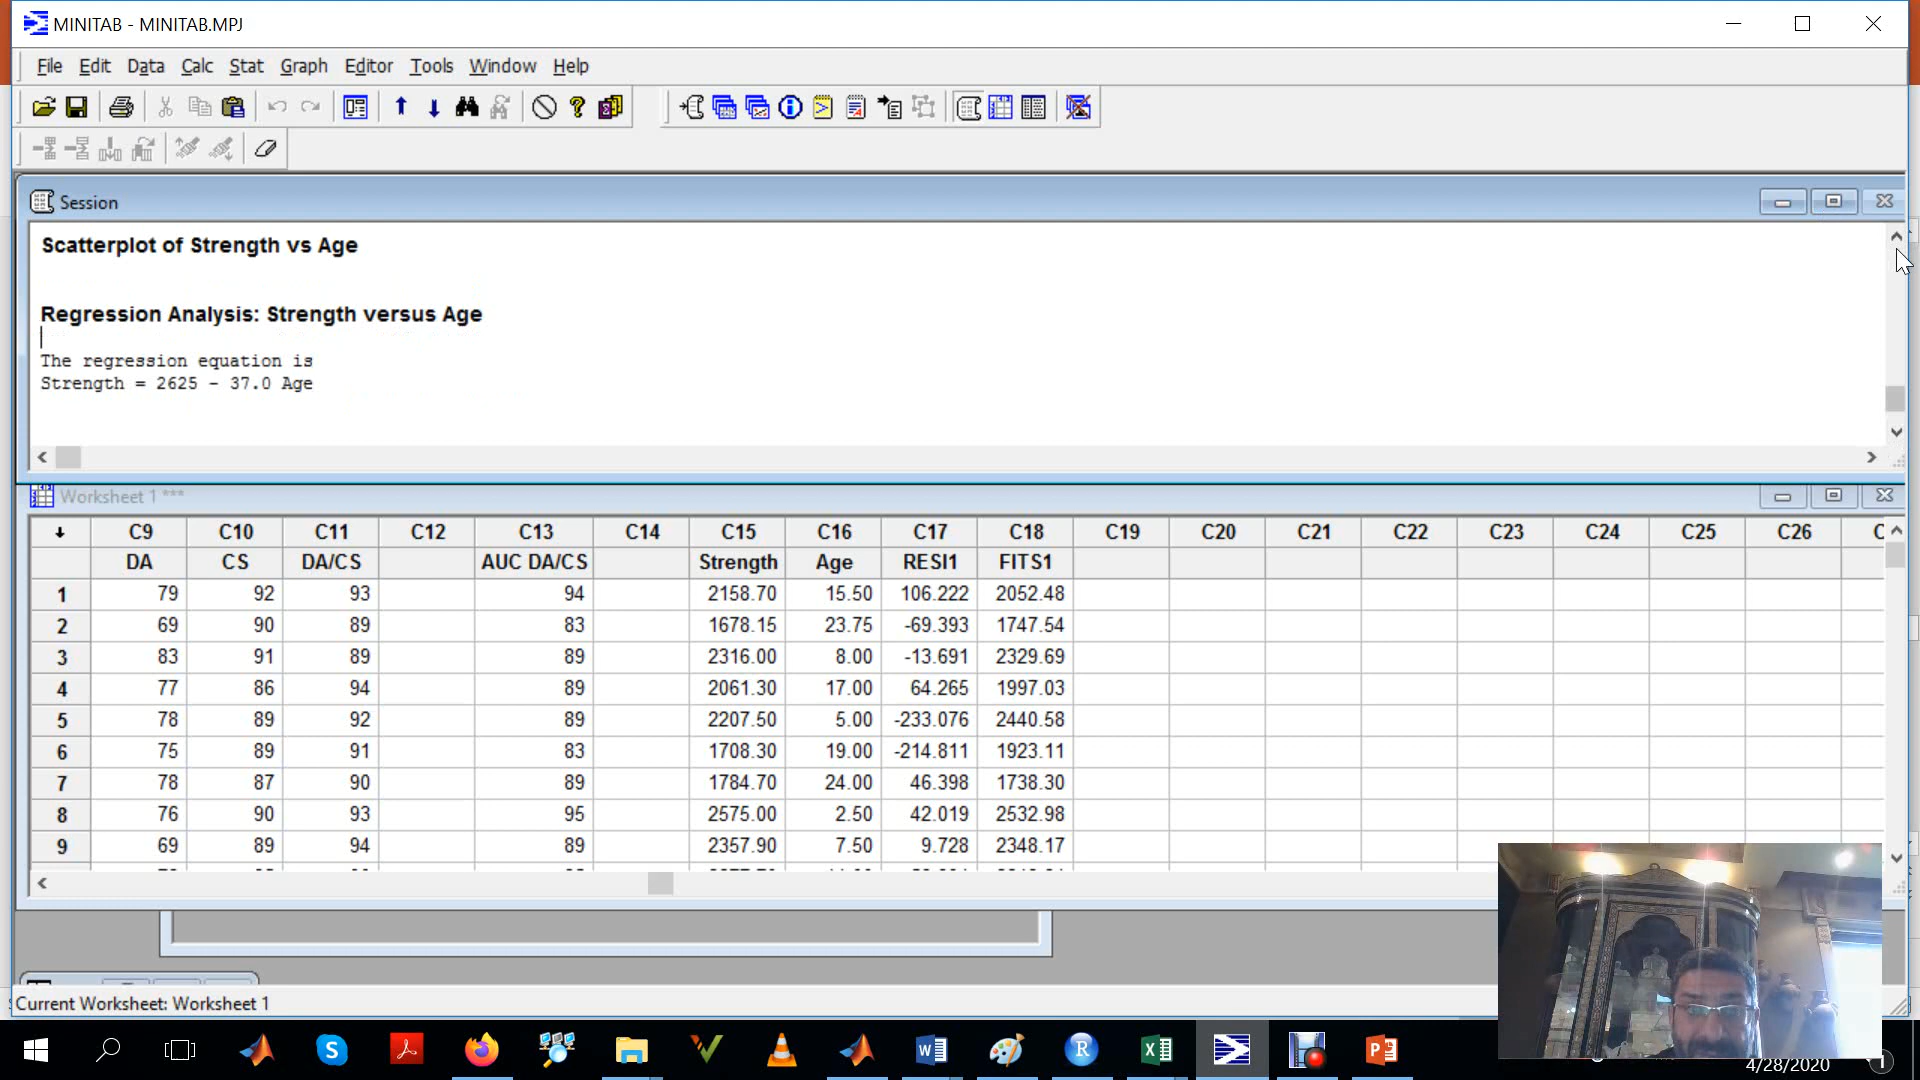 MINITAB - MINITAB.MPJ
File Edit Data Calc Stat Graph Editor Tools Window Help
Session
Scatterplot of Strength vs Age
Regression Analysis: Strength versus Age
The regression equation is
Strength = 2625 - 37.0 Age
Worksheet 1 ***
C9 C10 C11 C12 C13 C14 C15 C16 C17 C18 C19 C20 C21 C22 C23 C24 C25 C26
DA CS DA/CS AUC DA/CS Strength Age RESI1 FITS1
1 79 92 93 94 2158.70 15.50 106.222 2052.48
2 69 90 89 83 1678.15 23.75 -69.393 1747.54
3 83 91 89 89 2316.00 8.00 -13.691 2329.69
4 77 86 94 89 2061.30 17.00 64.265 1997.03
5 78 89 92 89 2207.50 5.00 -233.076 2440.58
6 75 89 91 83 1708.30 19.00 -214.811 1923.11
7 78 87 90 89 1784.70 24.00 46.398 1738.30
8 76 90 93 95 2575.00 2.50 42.019 2532.98
9 69 89 94 89 2357.90 7.50 9.728 2348.17
Current Worksheet: Worksheet 1
4/28/2020